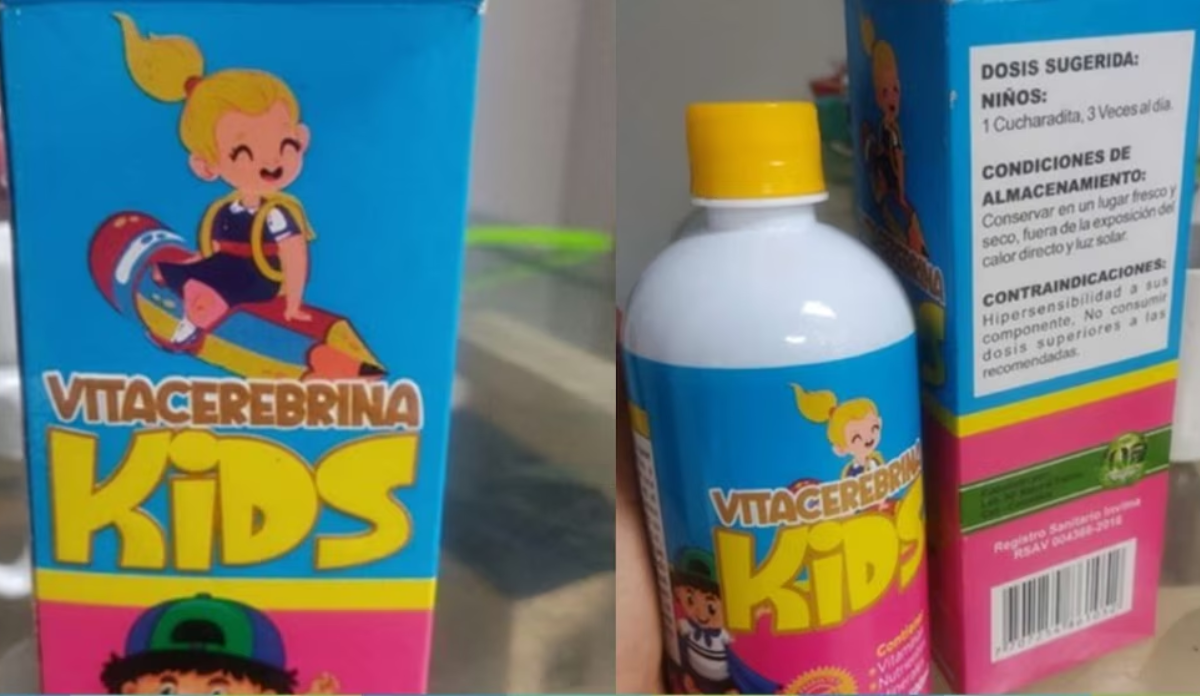 VITACEREBRINA
KiDS
DOSIS SUGERIDA:
NIÑOS:
1 Cucharadita, 3 Veces al día.
CONDICIONES DE
ALMACENAMIENTO:
Conservar en un lugar fresco y
seco, fuera de la exposición del
calor directo y luz solar.
CONTRAINDICACIONES:
Hipersensibilidad a sus
componente, No consumir
dosis superiores a las
recomendadas.
Registro Sanitario Invima
RSAV 004388-2018
VITACEREBRINA
KiDS